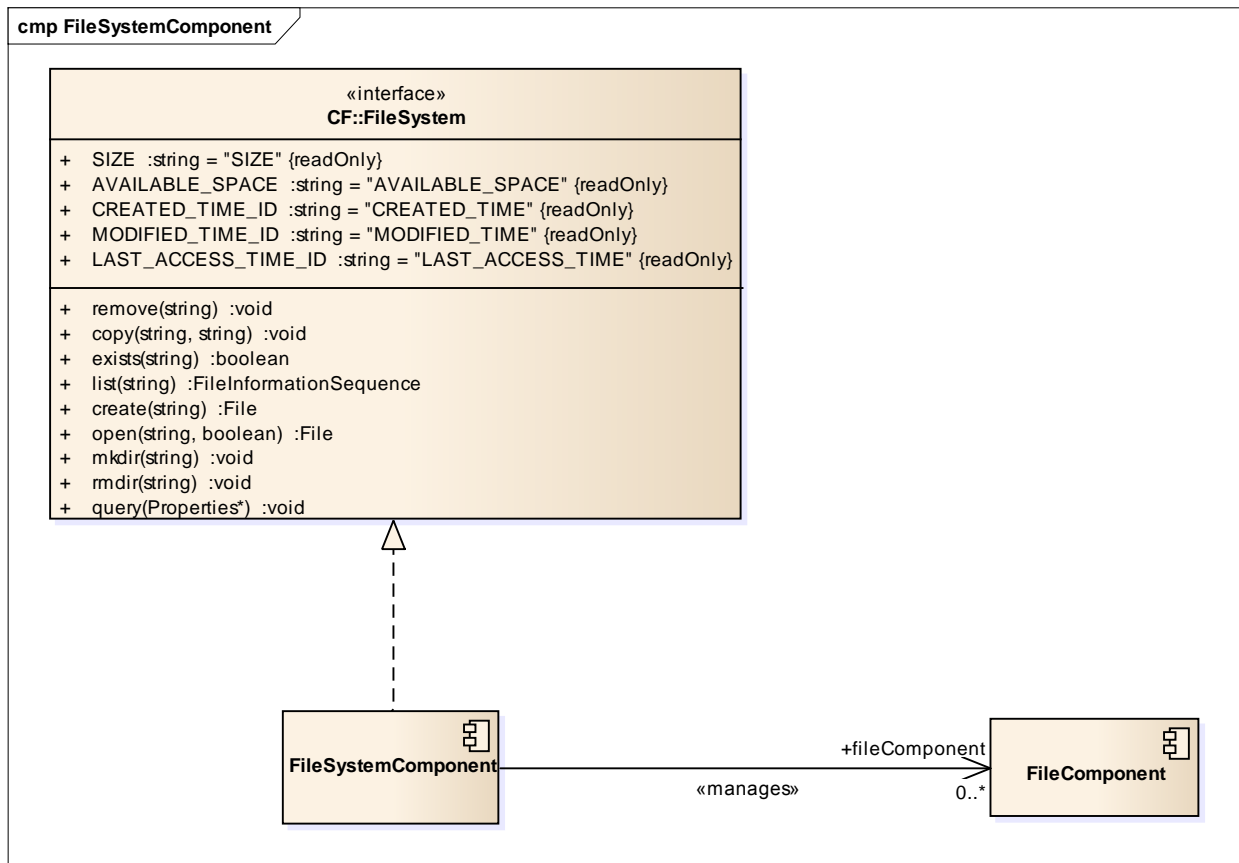 cmp FileSystemComponent
«interface»
CF::FileSystem
+ SIZE :string = "SIZE" {readOnly}
+ AVAILABLE_SPACE :string = "AVAILABLE_SPACE" {readOnly}
+ CREATED_TIME_ID :string = "CREATED_TIME" {readOnly}
+ MODIFIED_TIME_ID :string = "MODIFIED_TIME" {readOnly}
+ LAST_ACCESS_TIME_ID :string = "LAST_ACCESS_TIME" {readOnly}
+ remove(string) :void
+ copy(string, string) :void
+ exists(string) :boolean
+ list(string) :FileInformationSequence
+ create(string) :File
+ open(string, boolean) :File
+ mkdir(string) :void
+ rmdir(string) :void
+ query(Properties*) :void
FileSystemComponent
+fileComponent
«manages»
0..*
FileComponent